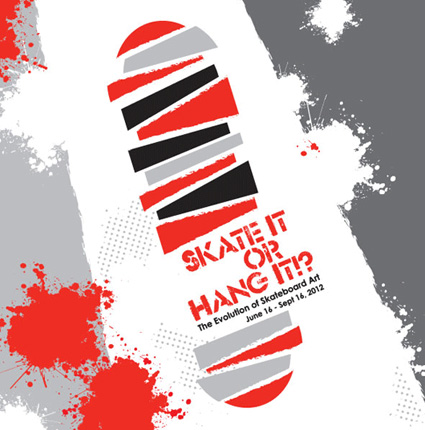 SKATE IT
OR
HANG IT!?
The Evolution of Skateboard Art
June 16 - Sept 16, 2012